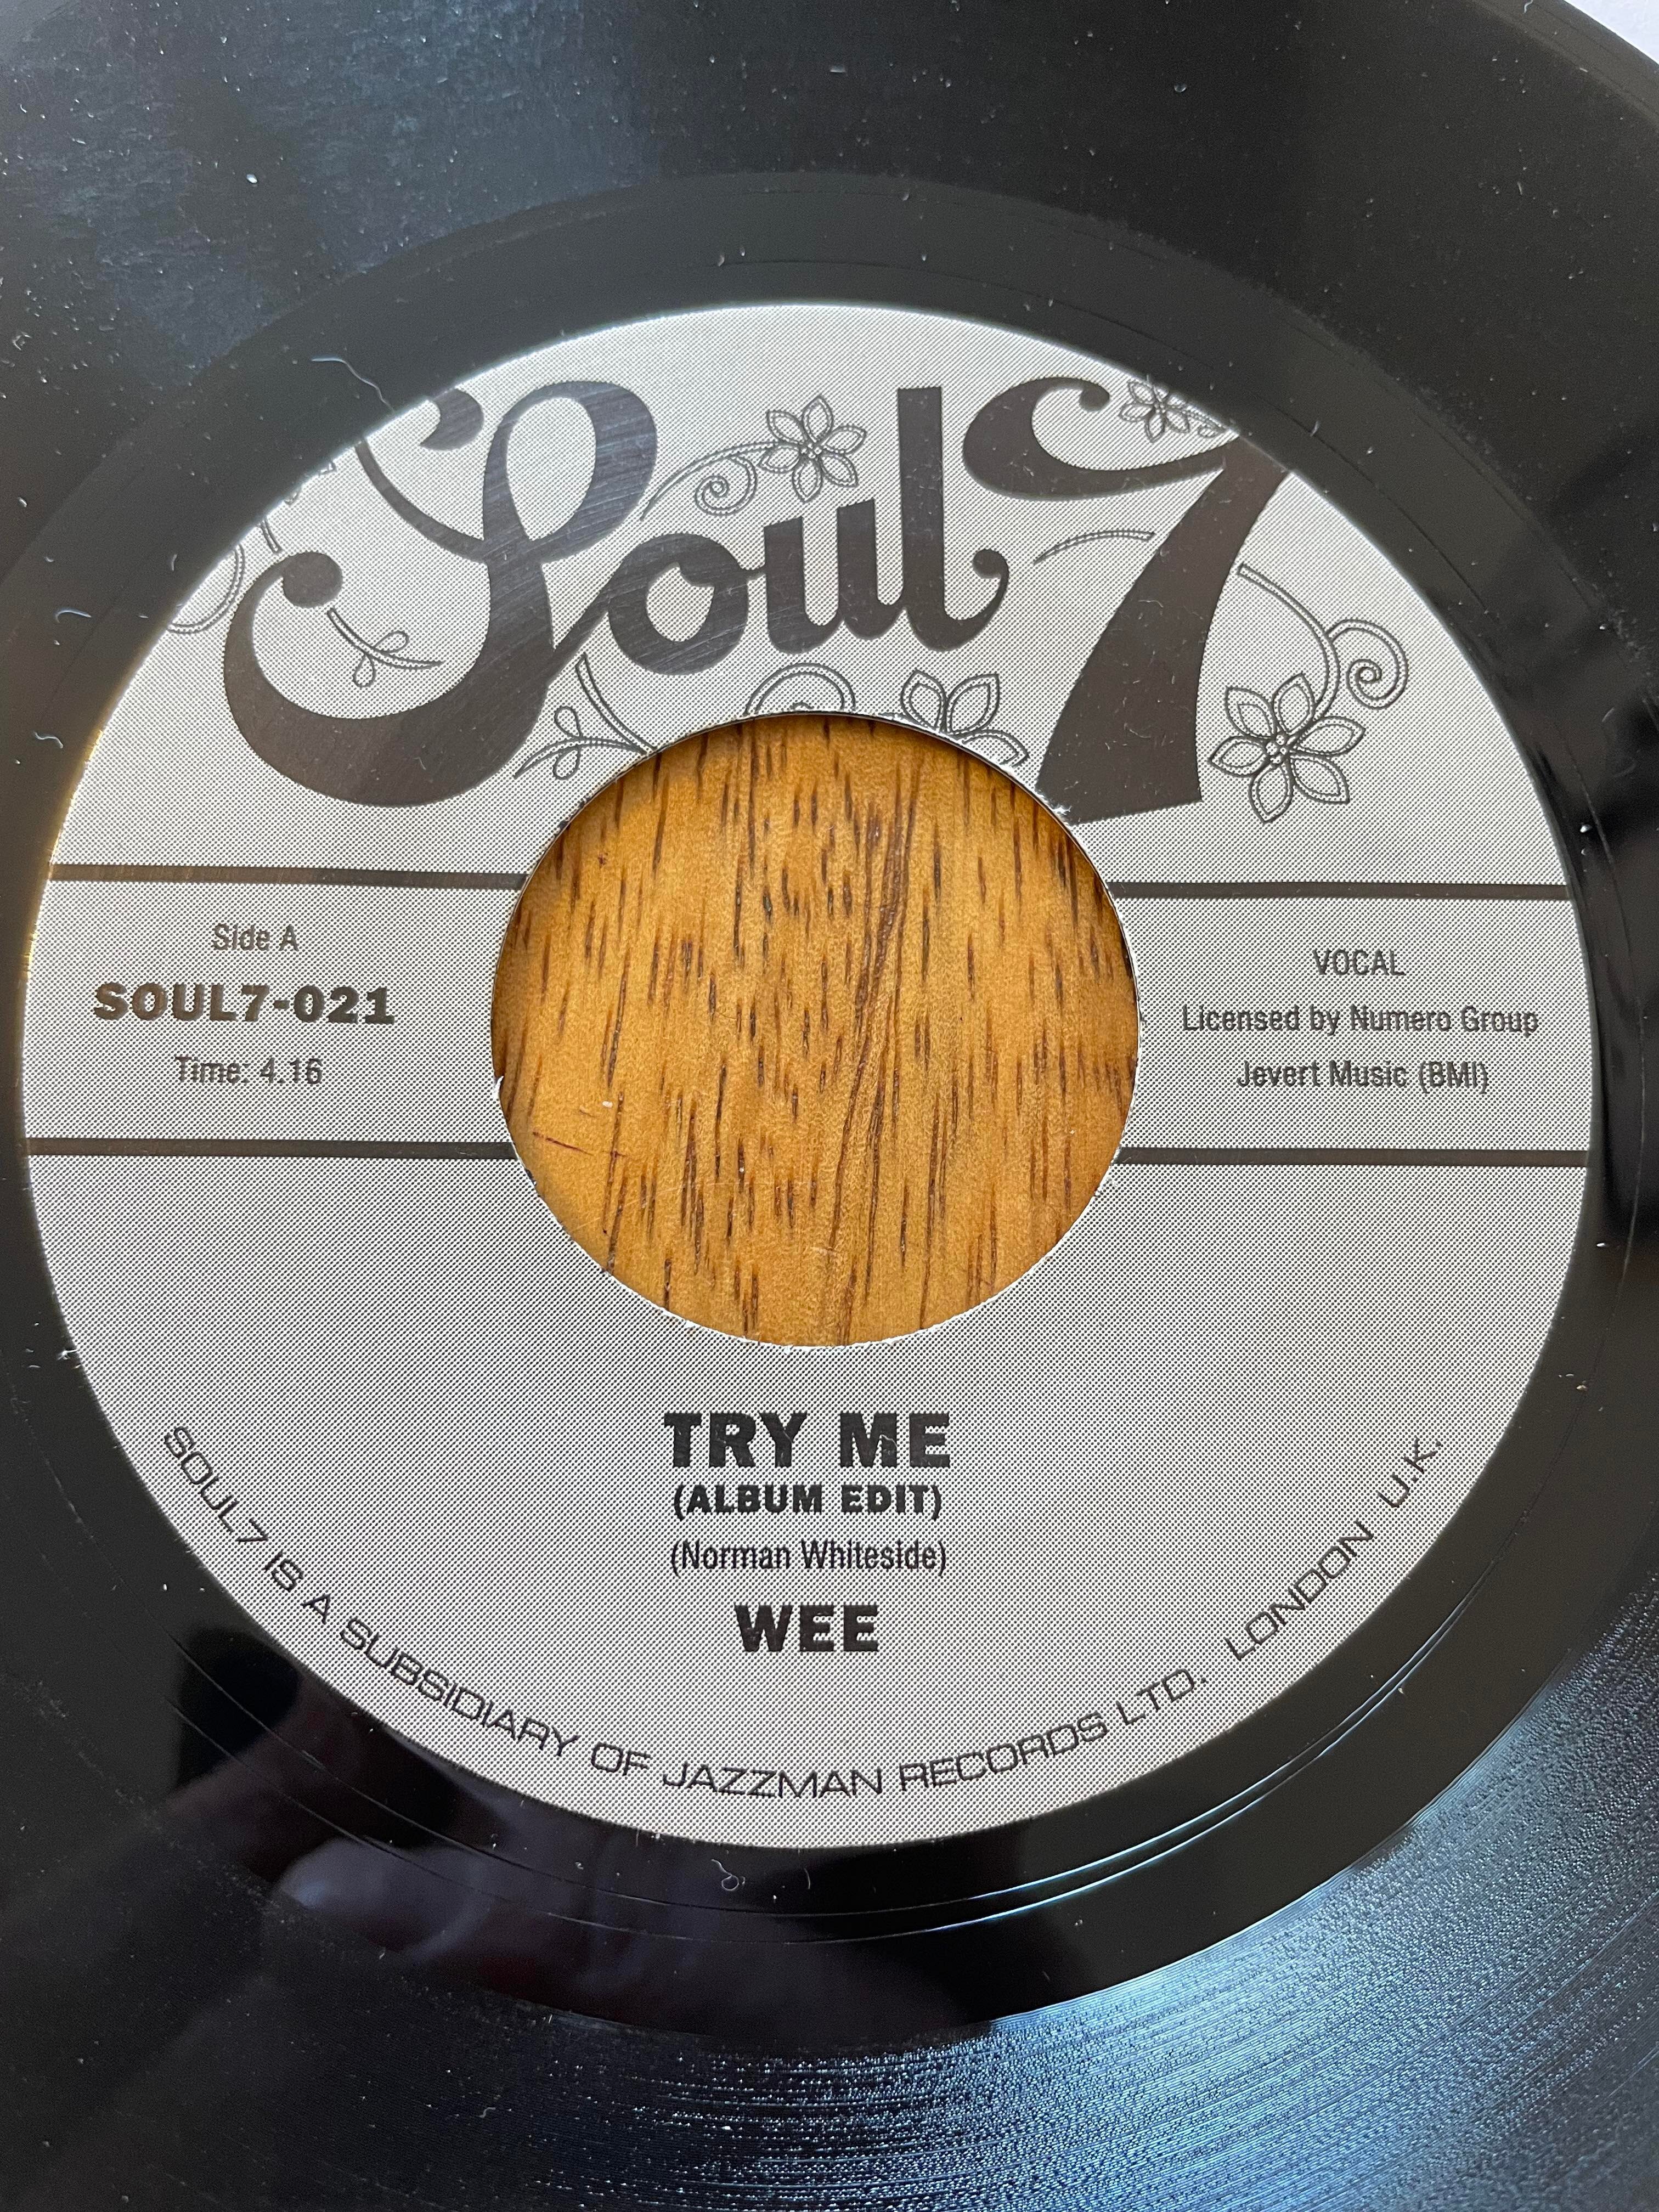 Soul 7
Side A
SOUL7-021
Time: 4.16
VOCAL
Licensed by Numero Group
Jevert Music (BMI)
TRY ME
(ALBUM EDIT)
(Norman Whiteside)
WEE
SOUL7 IS A SUBSIDIARY OF JAZZMAN RECORDS LTD. LONDON U.K.